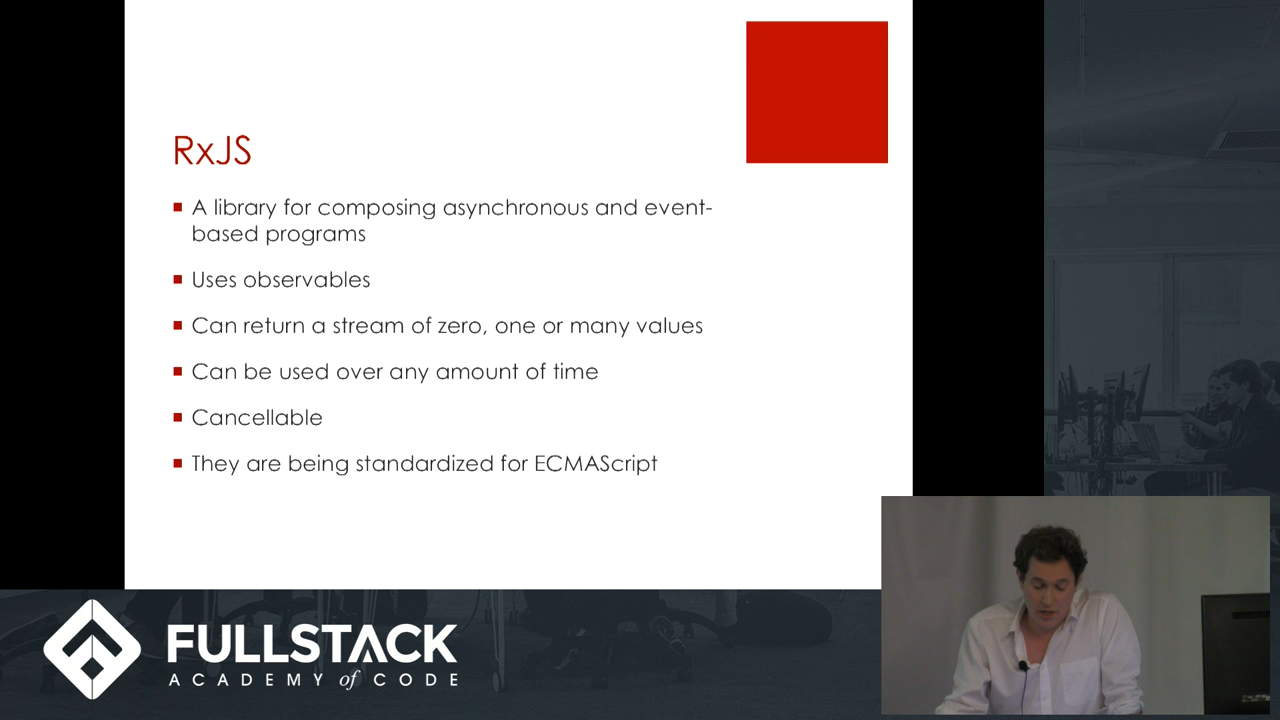 RxJS
A library for composing asynchronous and event-
based programs
Uses observables
Can return a stream of zero, one or many values
Can be used over any amount of time
Cancellable
They are being standardized for ECMAScript
FULLSTACK
ACADEMY of CODE